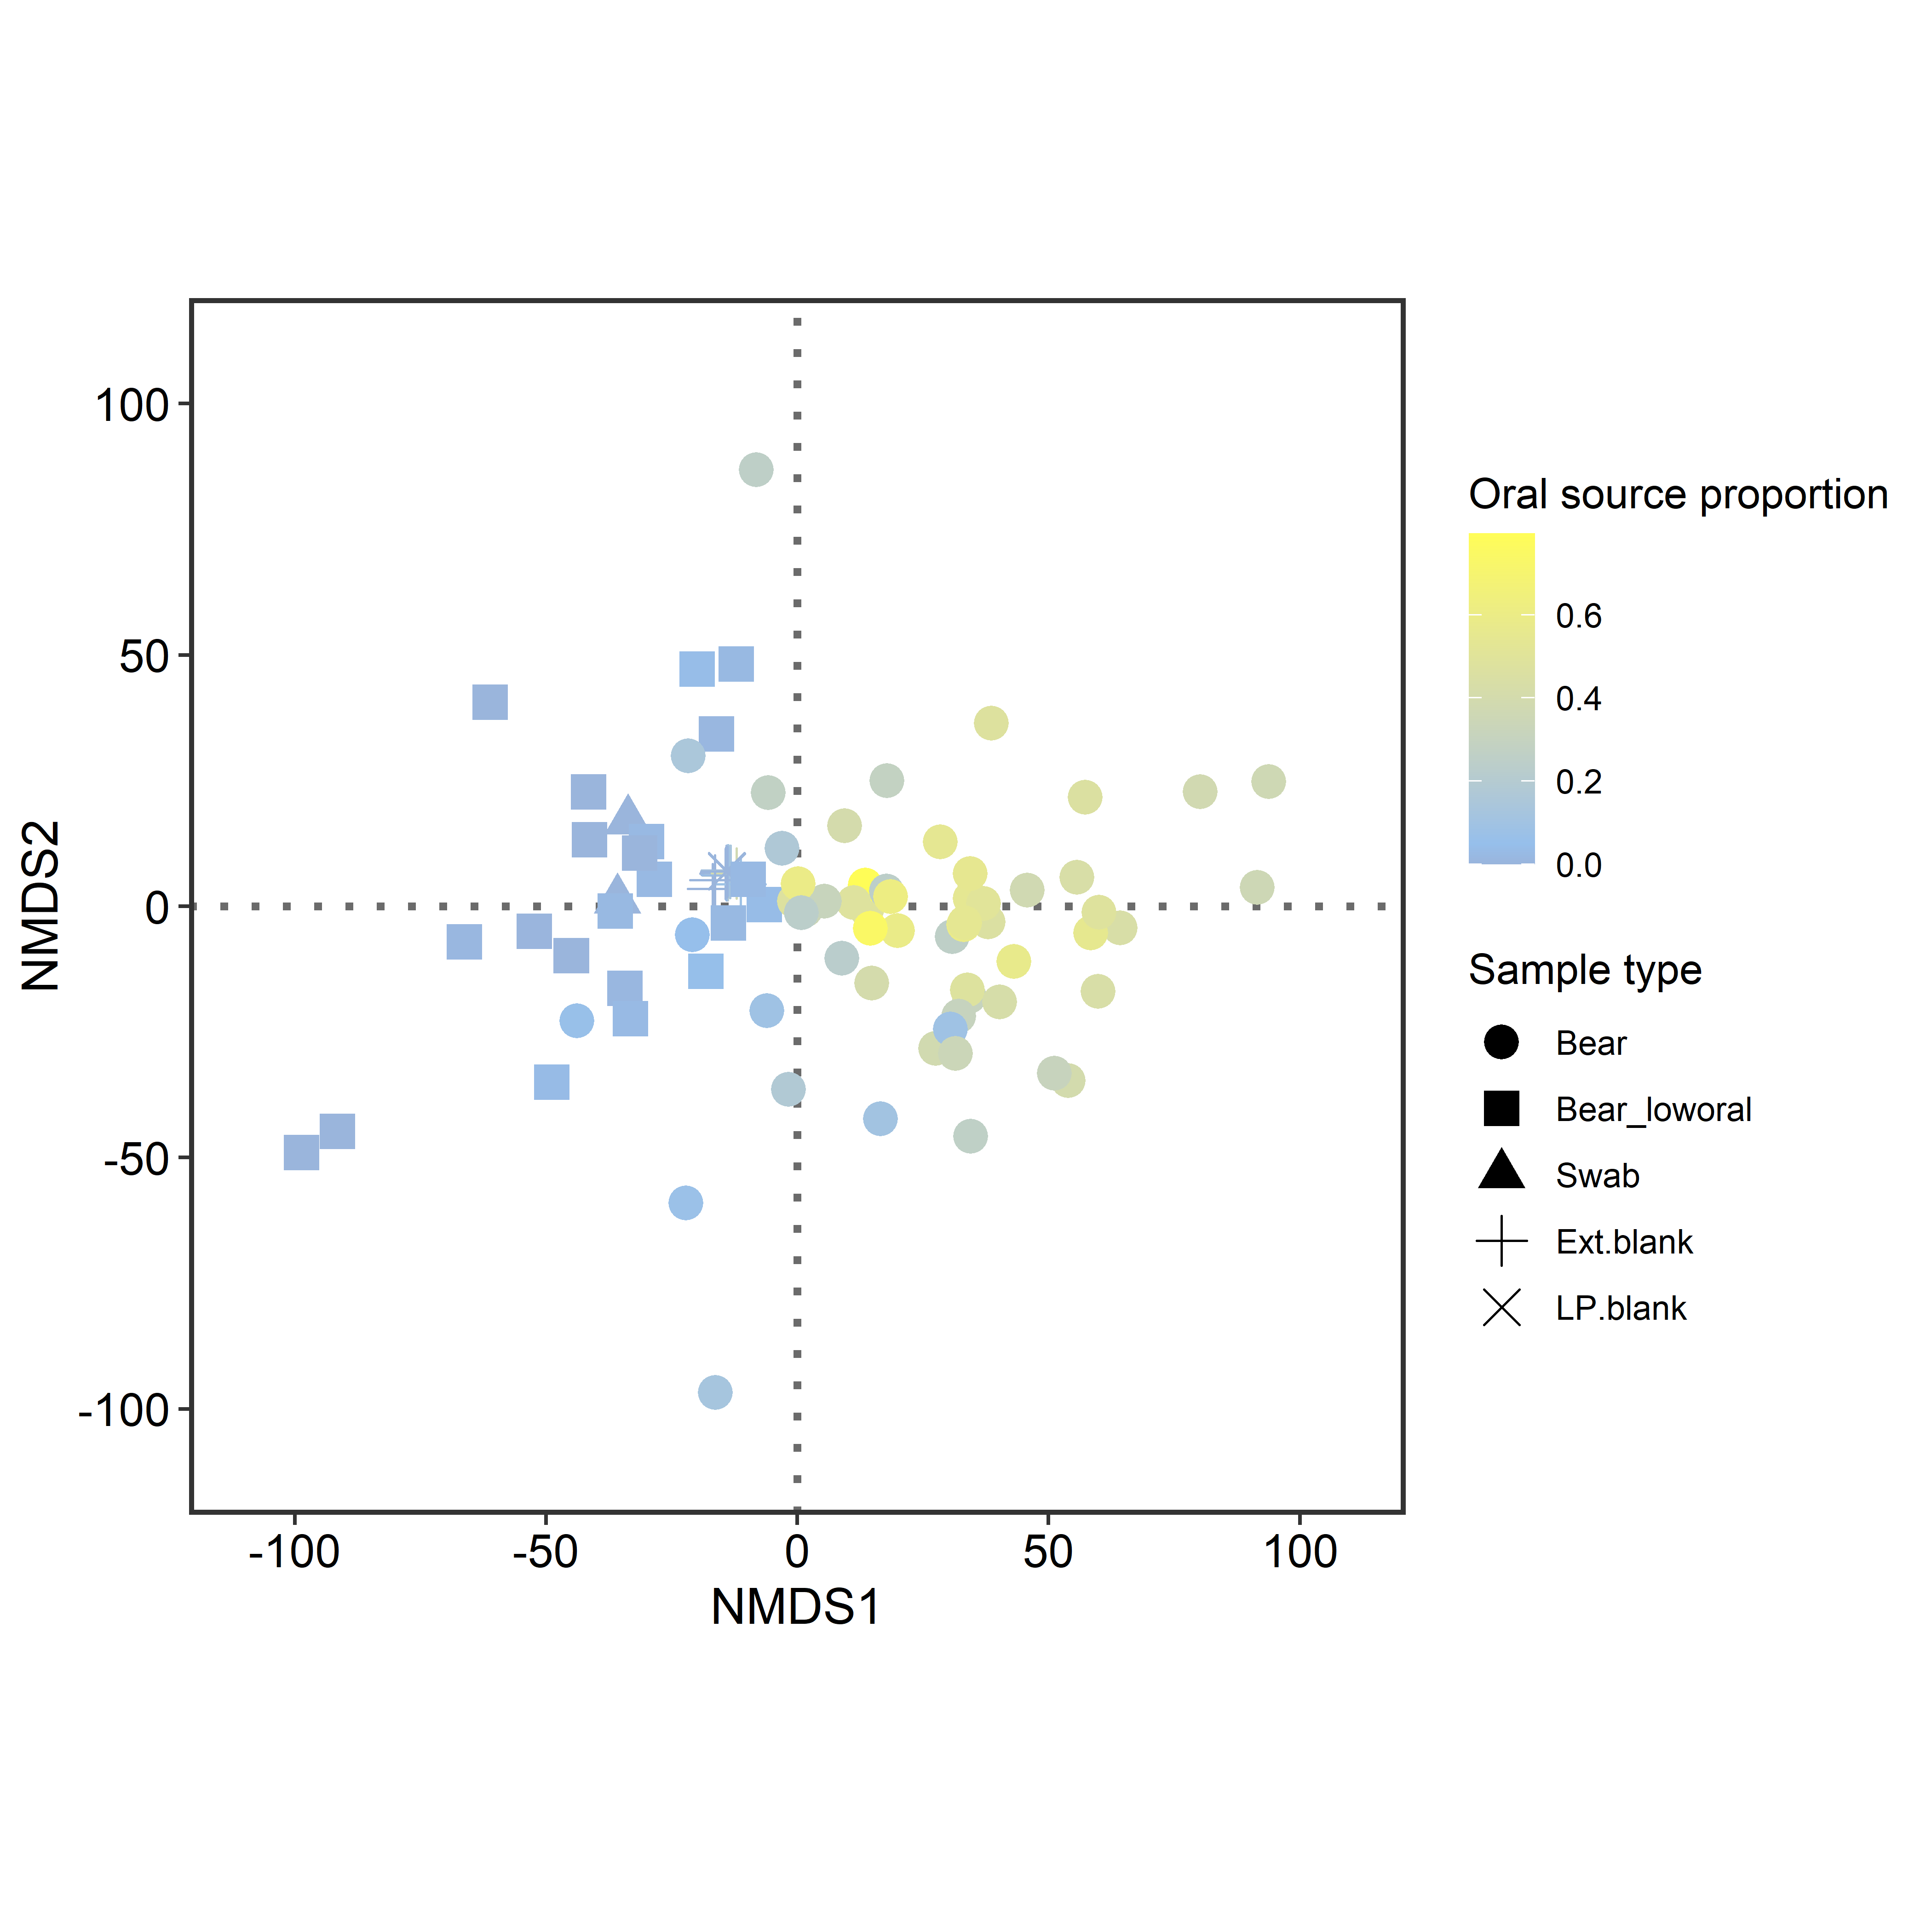 100
50
0
-50
-100
NMDS2
-100
-50
0
50
100
NMDS1
Oral source proportion
0.6
0.4
0.2
0.0
Sample type
Bear
Bear_loworal
Swab
Ext.blank
LP.blank